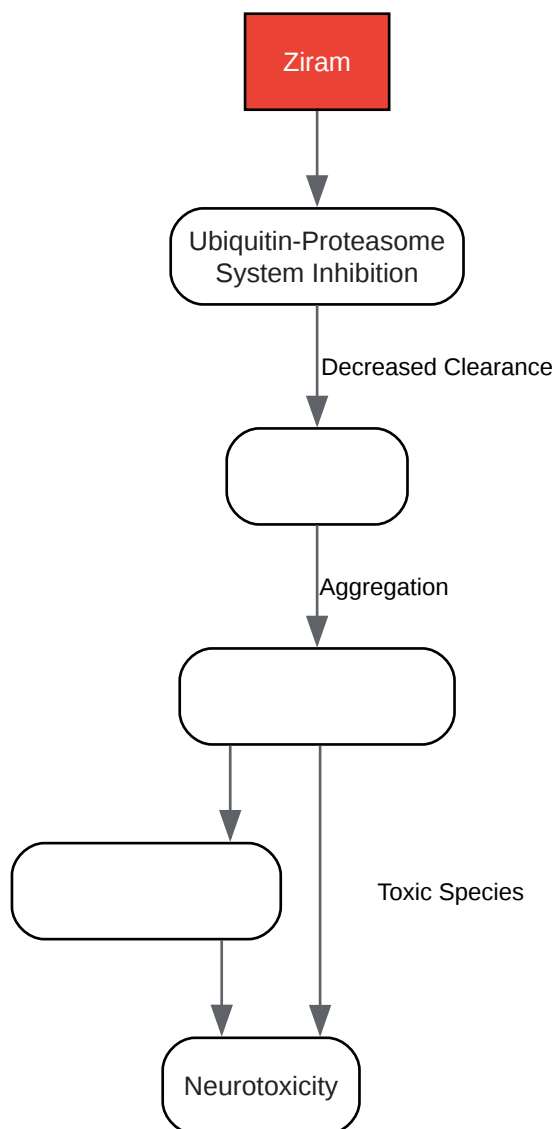 Ziram
Ubiquitin-Proteasome
System Inhibition
Decreased Clearance
Aggregation
Toxic Species
Neurotoxicity